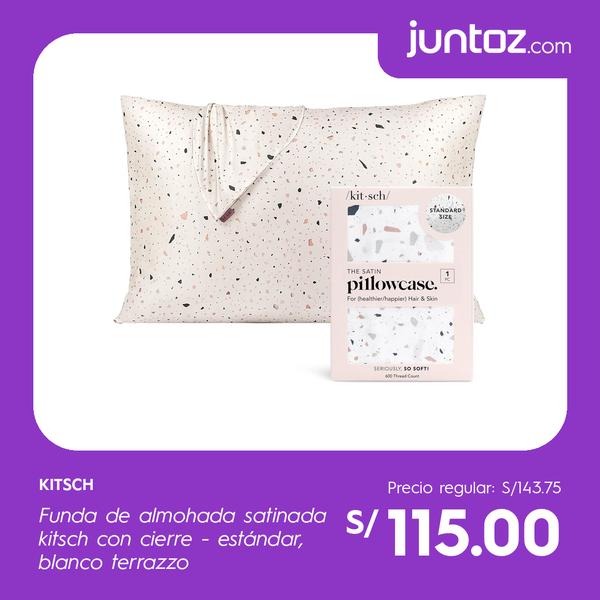 juntoz.com
/kit·sch/
STANDARD
SIZE
THE SATIN
pillowcase.
1
PC
For (healthier/happier) Hair & Skin
SERIOUSLY, SO SOFT!
600 Thread Count
KITSCH
Funda de almohada satinada
kitsch con cierre - estándar,
blanco terrazzo
Precio regular: S/143.75
S/115.00